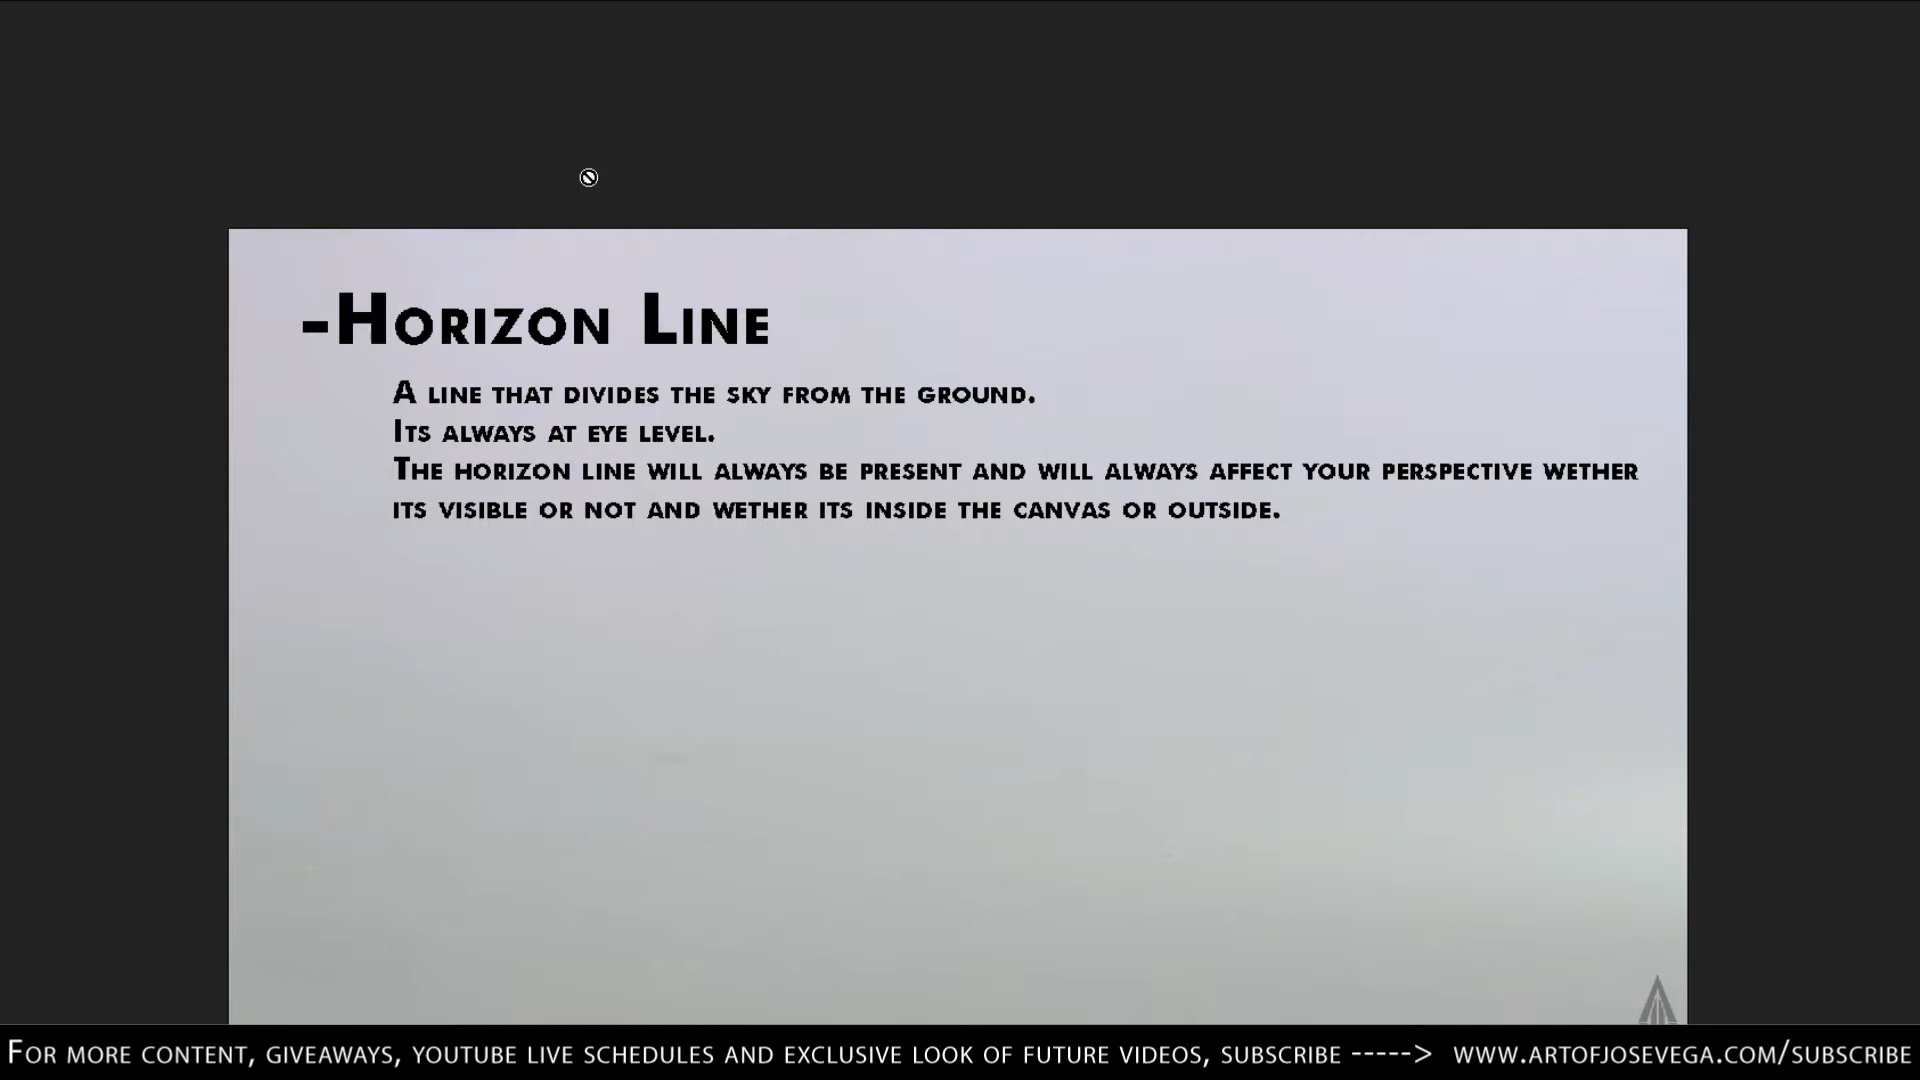 -Horizon Line
A line that divides the sky from the ground.
Its always at eye level.
The horizon line will always be present and will always affect your perspective wether
its visible or not and wether its inside the canvas or outside.
For more content, giveaways, youtube live schedules and exclusive look of future videos, subscribe -----> www.artofjosevega.com/subscribe